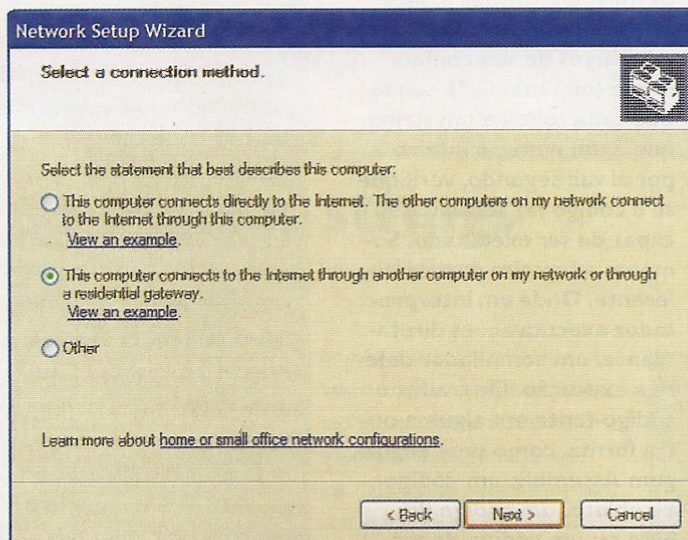 Network Setup Wizard
Select a connection method.
Select the statement that best describes this computer:
This computer connects directly to the Internet. The other computers on my network connect
to the Internet through this computer.
View an example.
This computer connects to the Internet through another computer on my network or through
a residential gateway.
View an example.
Other
Learn more about home or small office network configurations.
< Back
Next >
Cancel